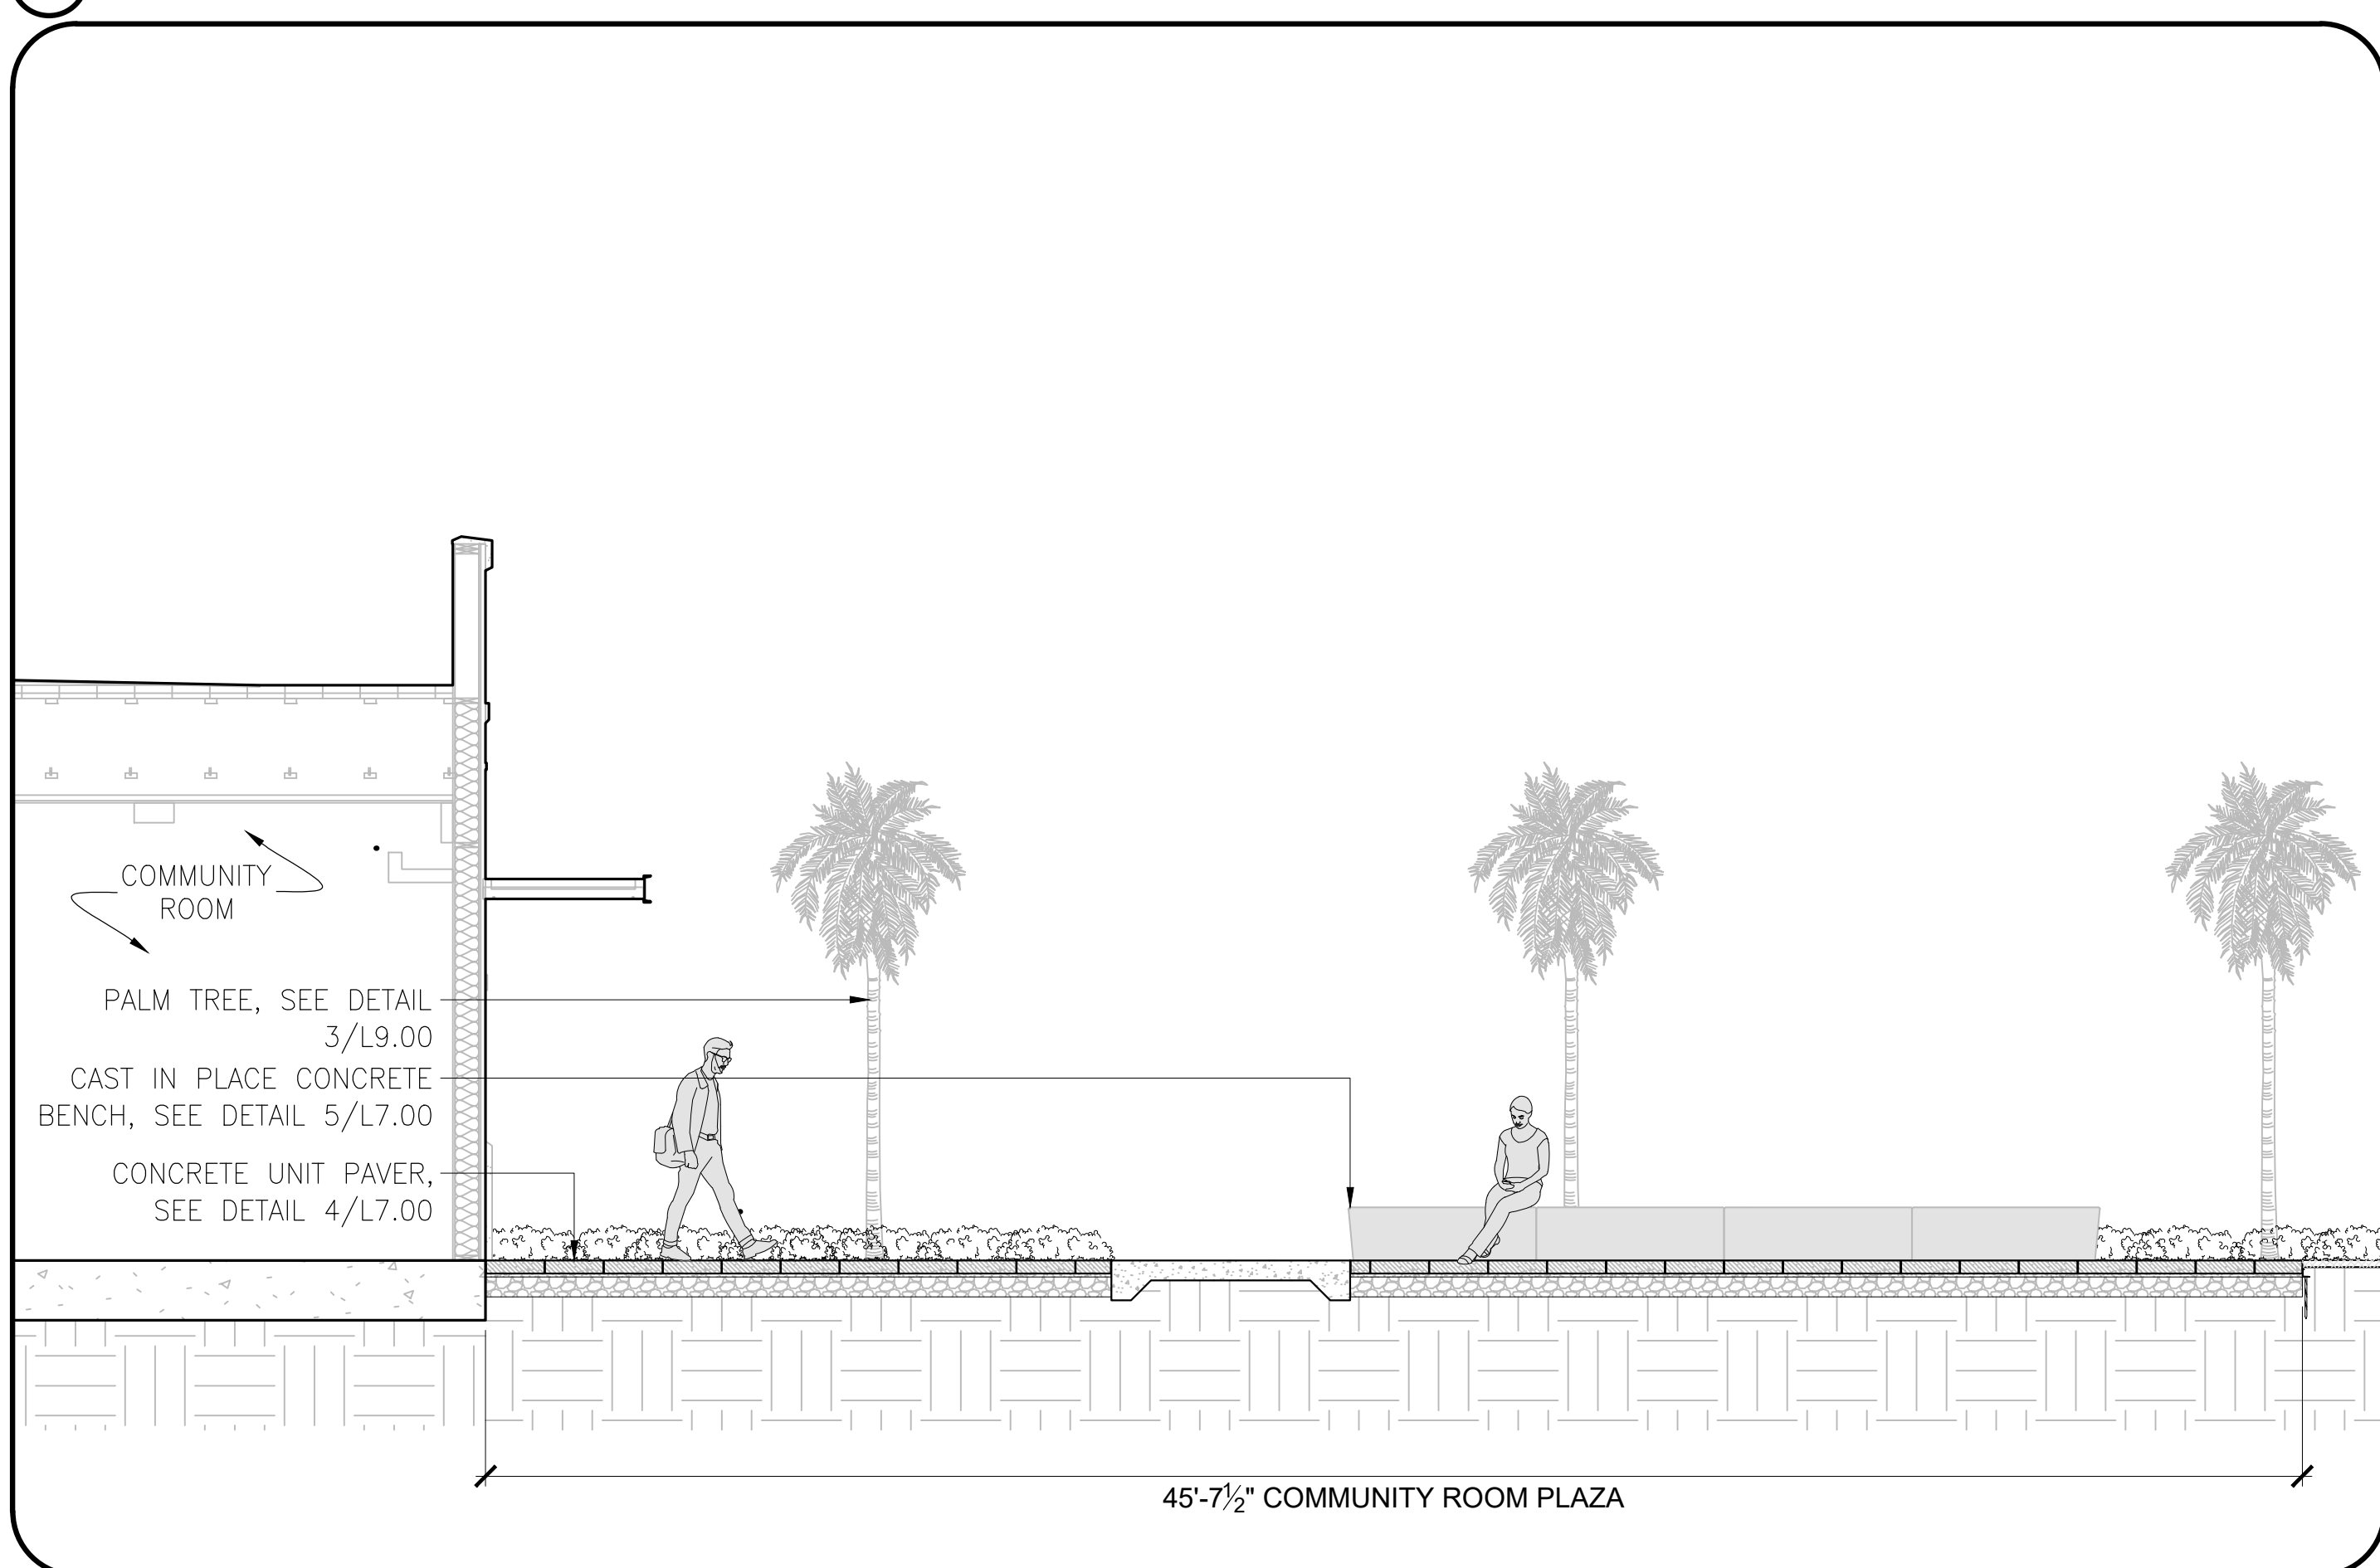 COMMUNITY
ROOM
PALM TREE, SEE DETAIL
3/L9.00
CAST IN PLACE CONCRETE
BENCH, SEE DETAIL 5/L7.00
CONCRETE UNIT PAVER,
SEE DETAIL 4/L7.00
45'-7½" COMMUNITY ROOM PLAZA